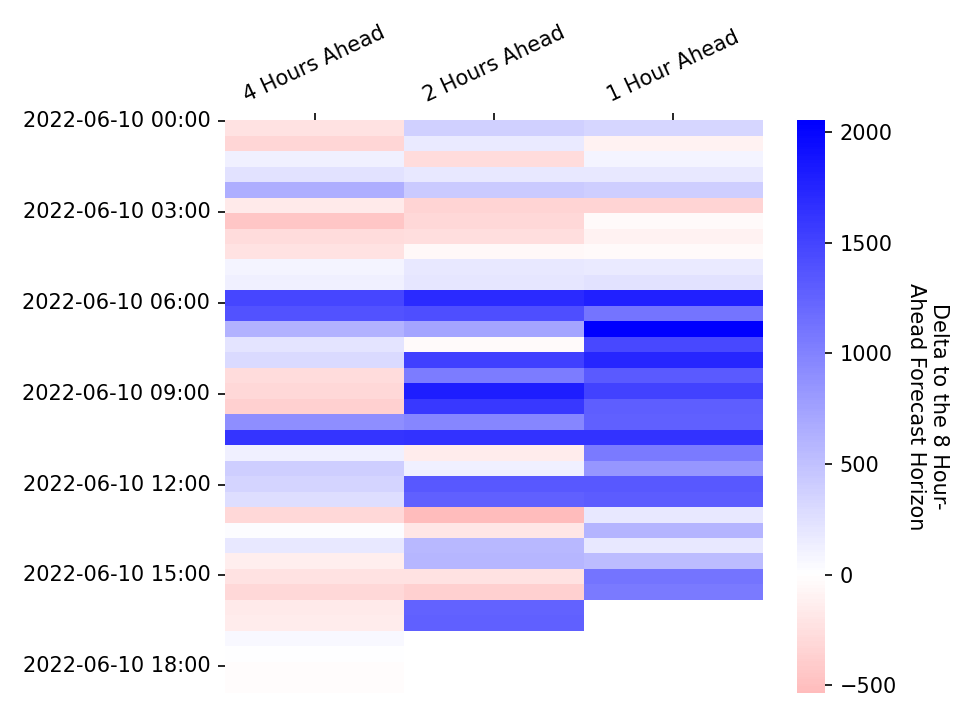 4 Hours Ahead
2 Hours Ahead
1 Hour Ahead
2022-06-10 00:00
2022-06-10 03:00
2022-06-10 06:00
2022-06-10 09:00
2022-06-10 12:00
2022-06-10 15:00
2022-06-10 18:00
2000
1500
1000
500
0
−500
Delta to the 8 Hour-
Ahead Forecast Horizon